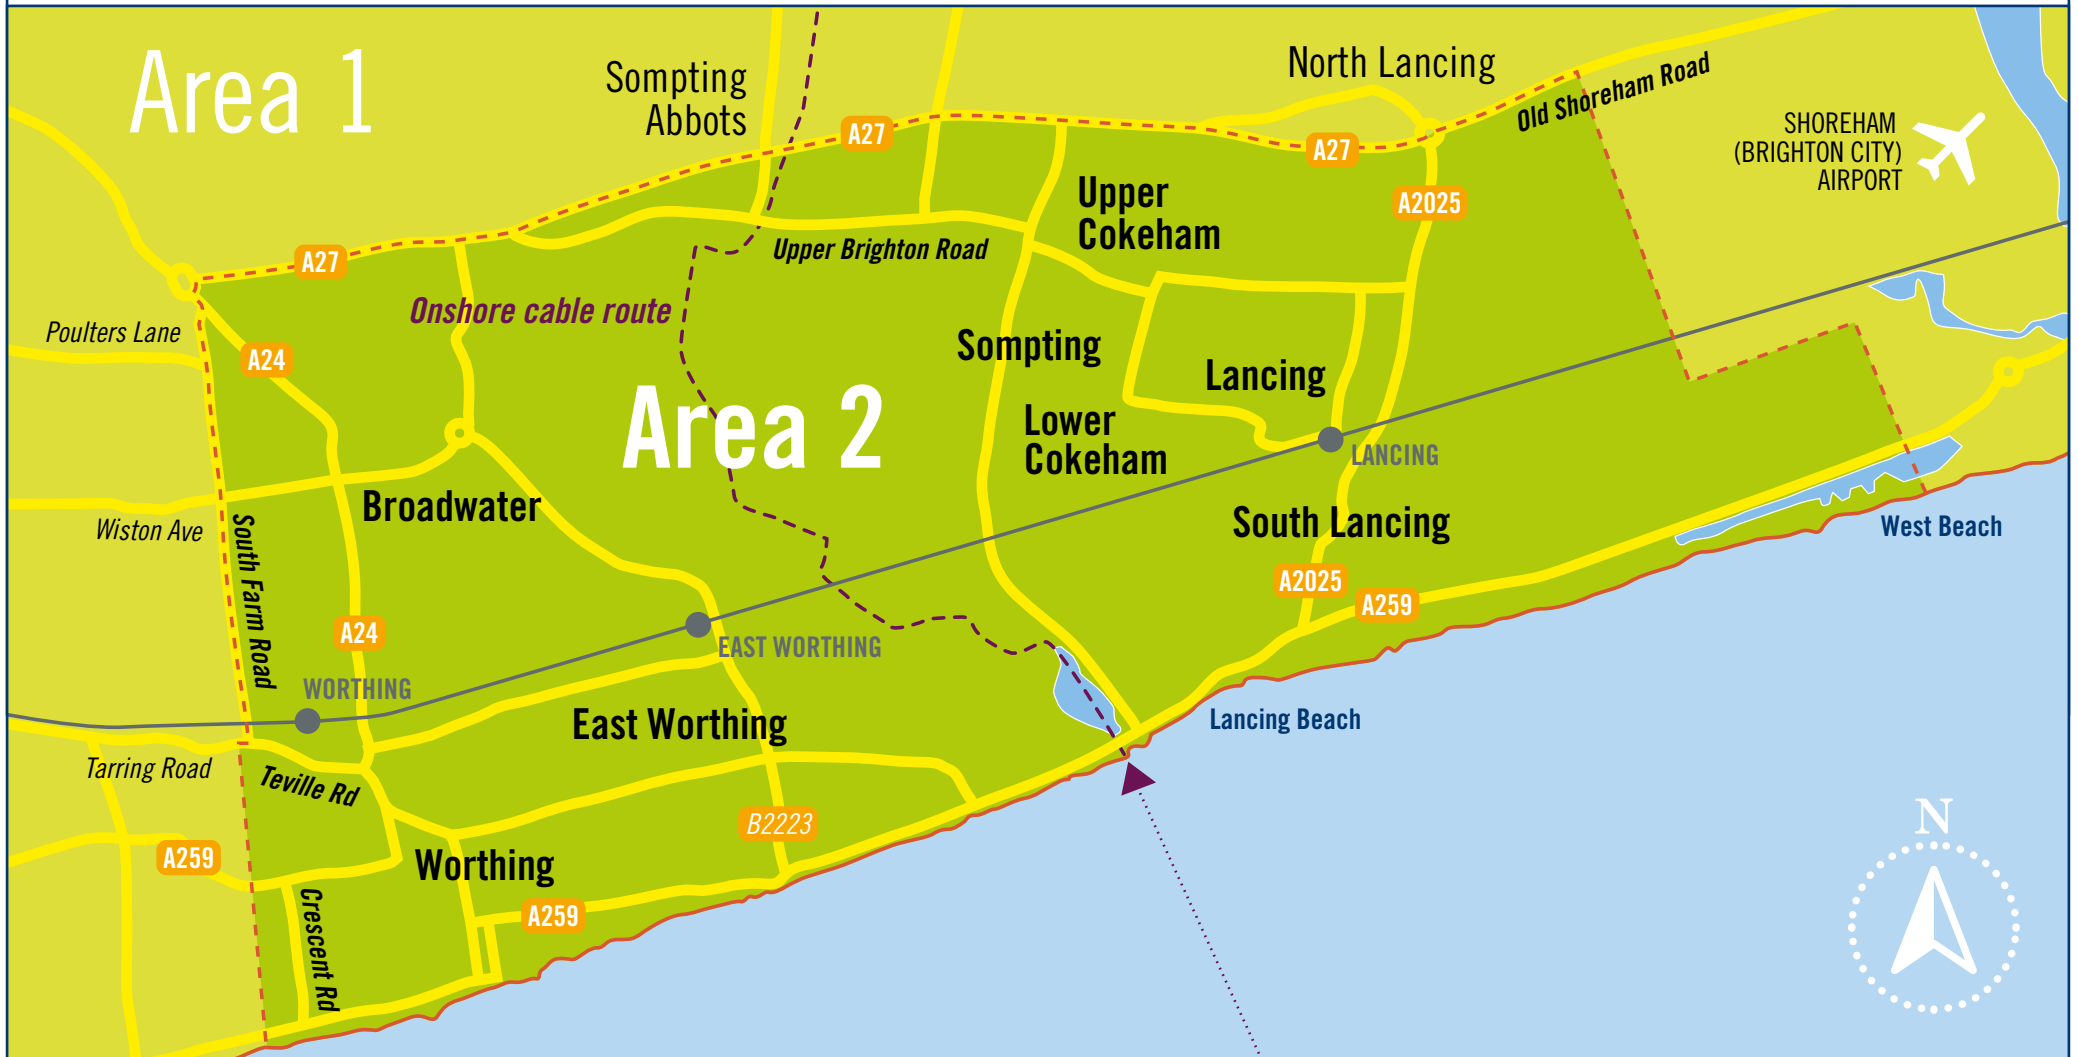 Area 1
Sompting
Abbots
North Lancing
Old Shoreham Road
SHOREHAM
(BRIGHTON CITY)
AIRPORT
A27
A27
A27
A2025
Upper
Cokeham
Upper Brighton Road
Onshore cable route
Poulters Lane
A24
Sompting
Lancing
Area 2
Lower
Cokeham
LANCING
Broadwater
Wiston Ave
South Farm Road
South Lancing
West Beach
A2025
A259
A24
EAST WORTHING
WORTHING
East Worthing
Lancing Beach
Tarring Road
Teville Rd
B2223
A259
Worthing
Crescent Rd
A259
N